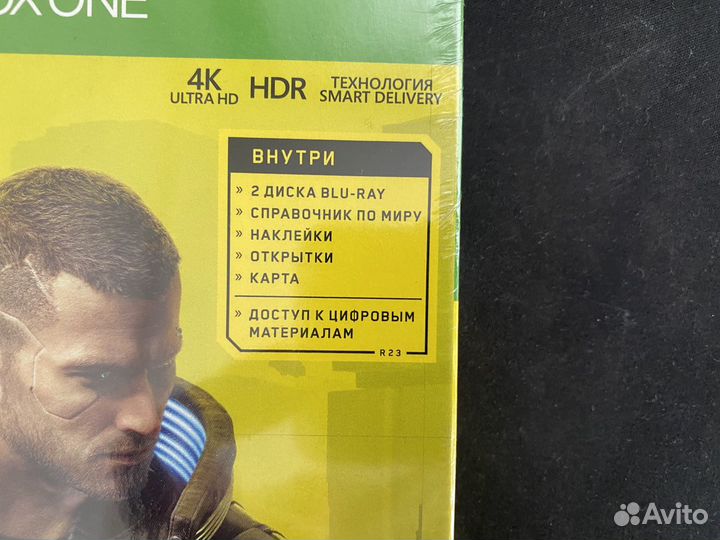 OX ONE
4K
ULTRA HD
HDR
ТЕХНОЛОГИЯ
SMART DELIVERY
ВНУТРИ
» 2 ДИСКА BLU-RAY
» СПРАВОЧНИК ПО МИРУ
» НАКЛЕЙКИ
» ОТКРЫТКИ
» КАРТА
» ДОСТУП К ЦИФРОВЫМ
МАТЕРИАЛАМ
R23
Avito